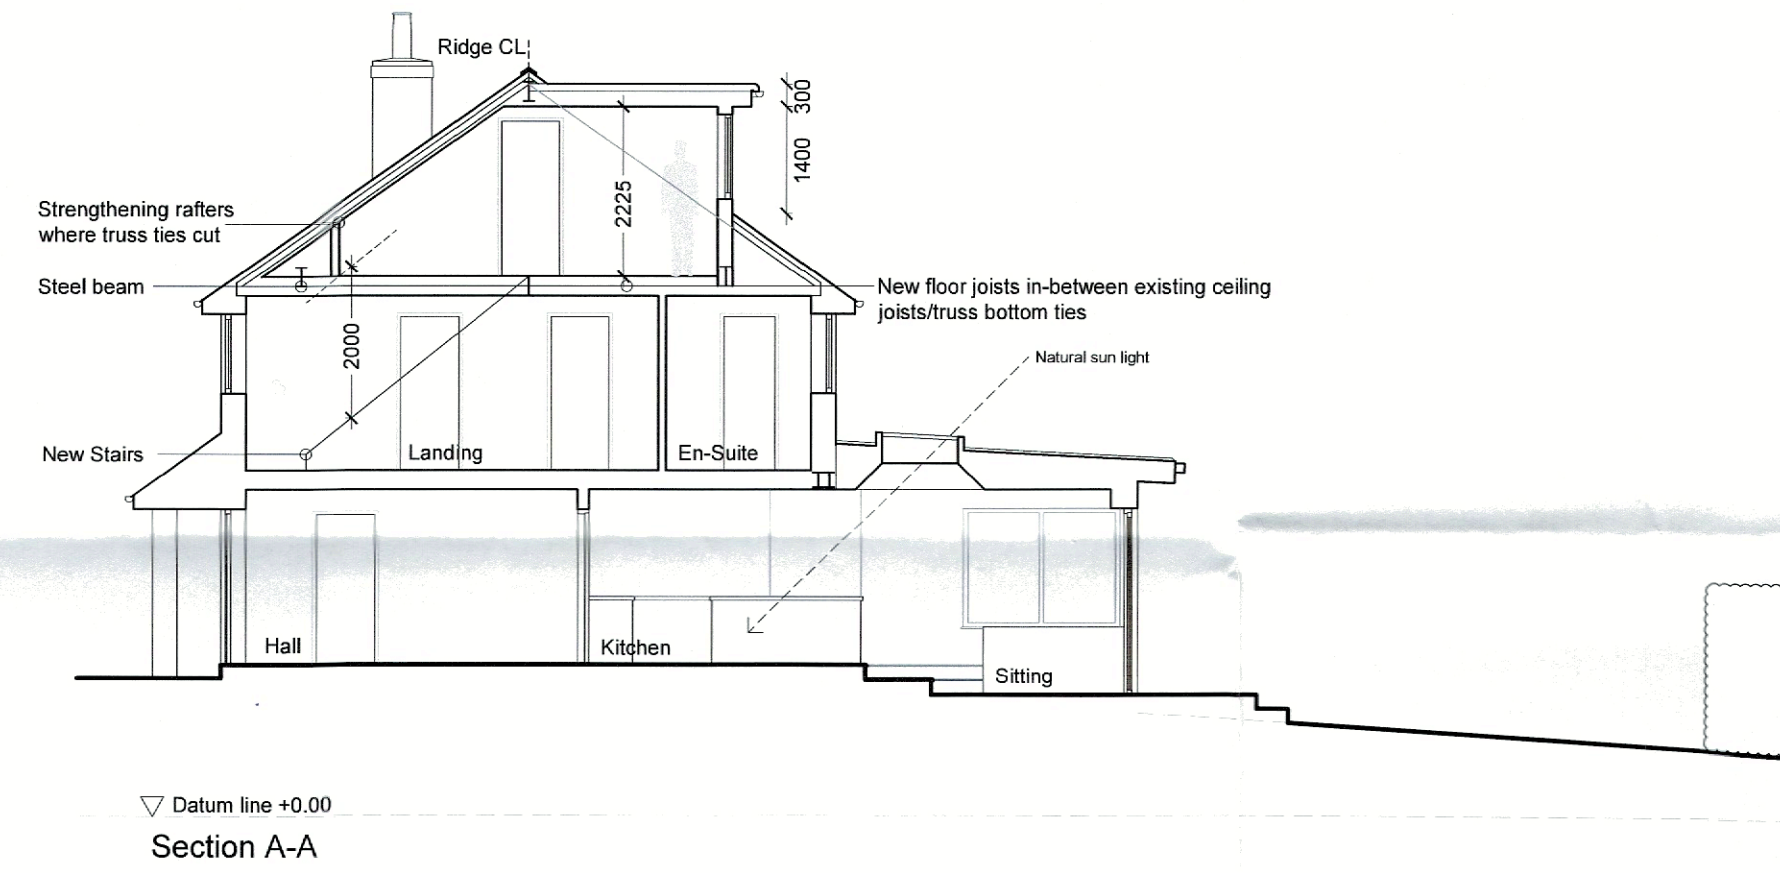 Ridge CL
300
1400
2225
Strengthening rafters
where truss ties cut
Steel beam
New floor joists in-between existing ceiling
joists/truss bottom ties
2000
Natural sun light
New Stairs
Landing
En-Suite
Hall
Kitchen
Sitting
Datum line +0.00
Section A-A